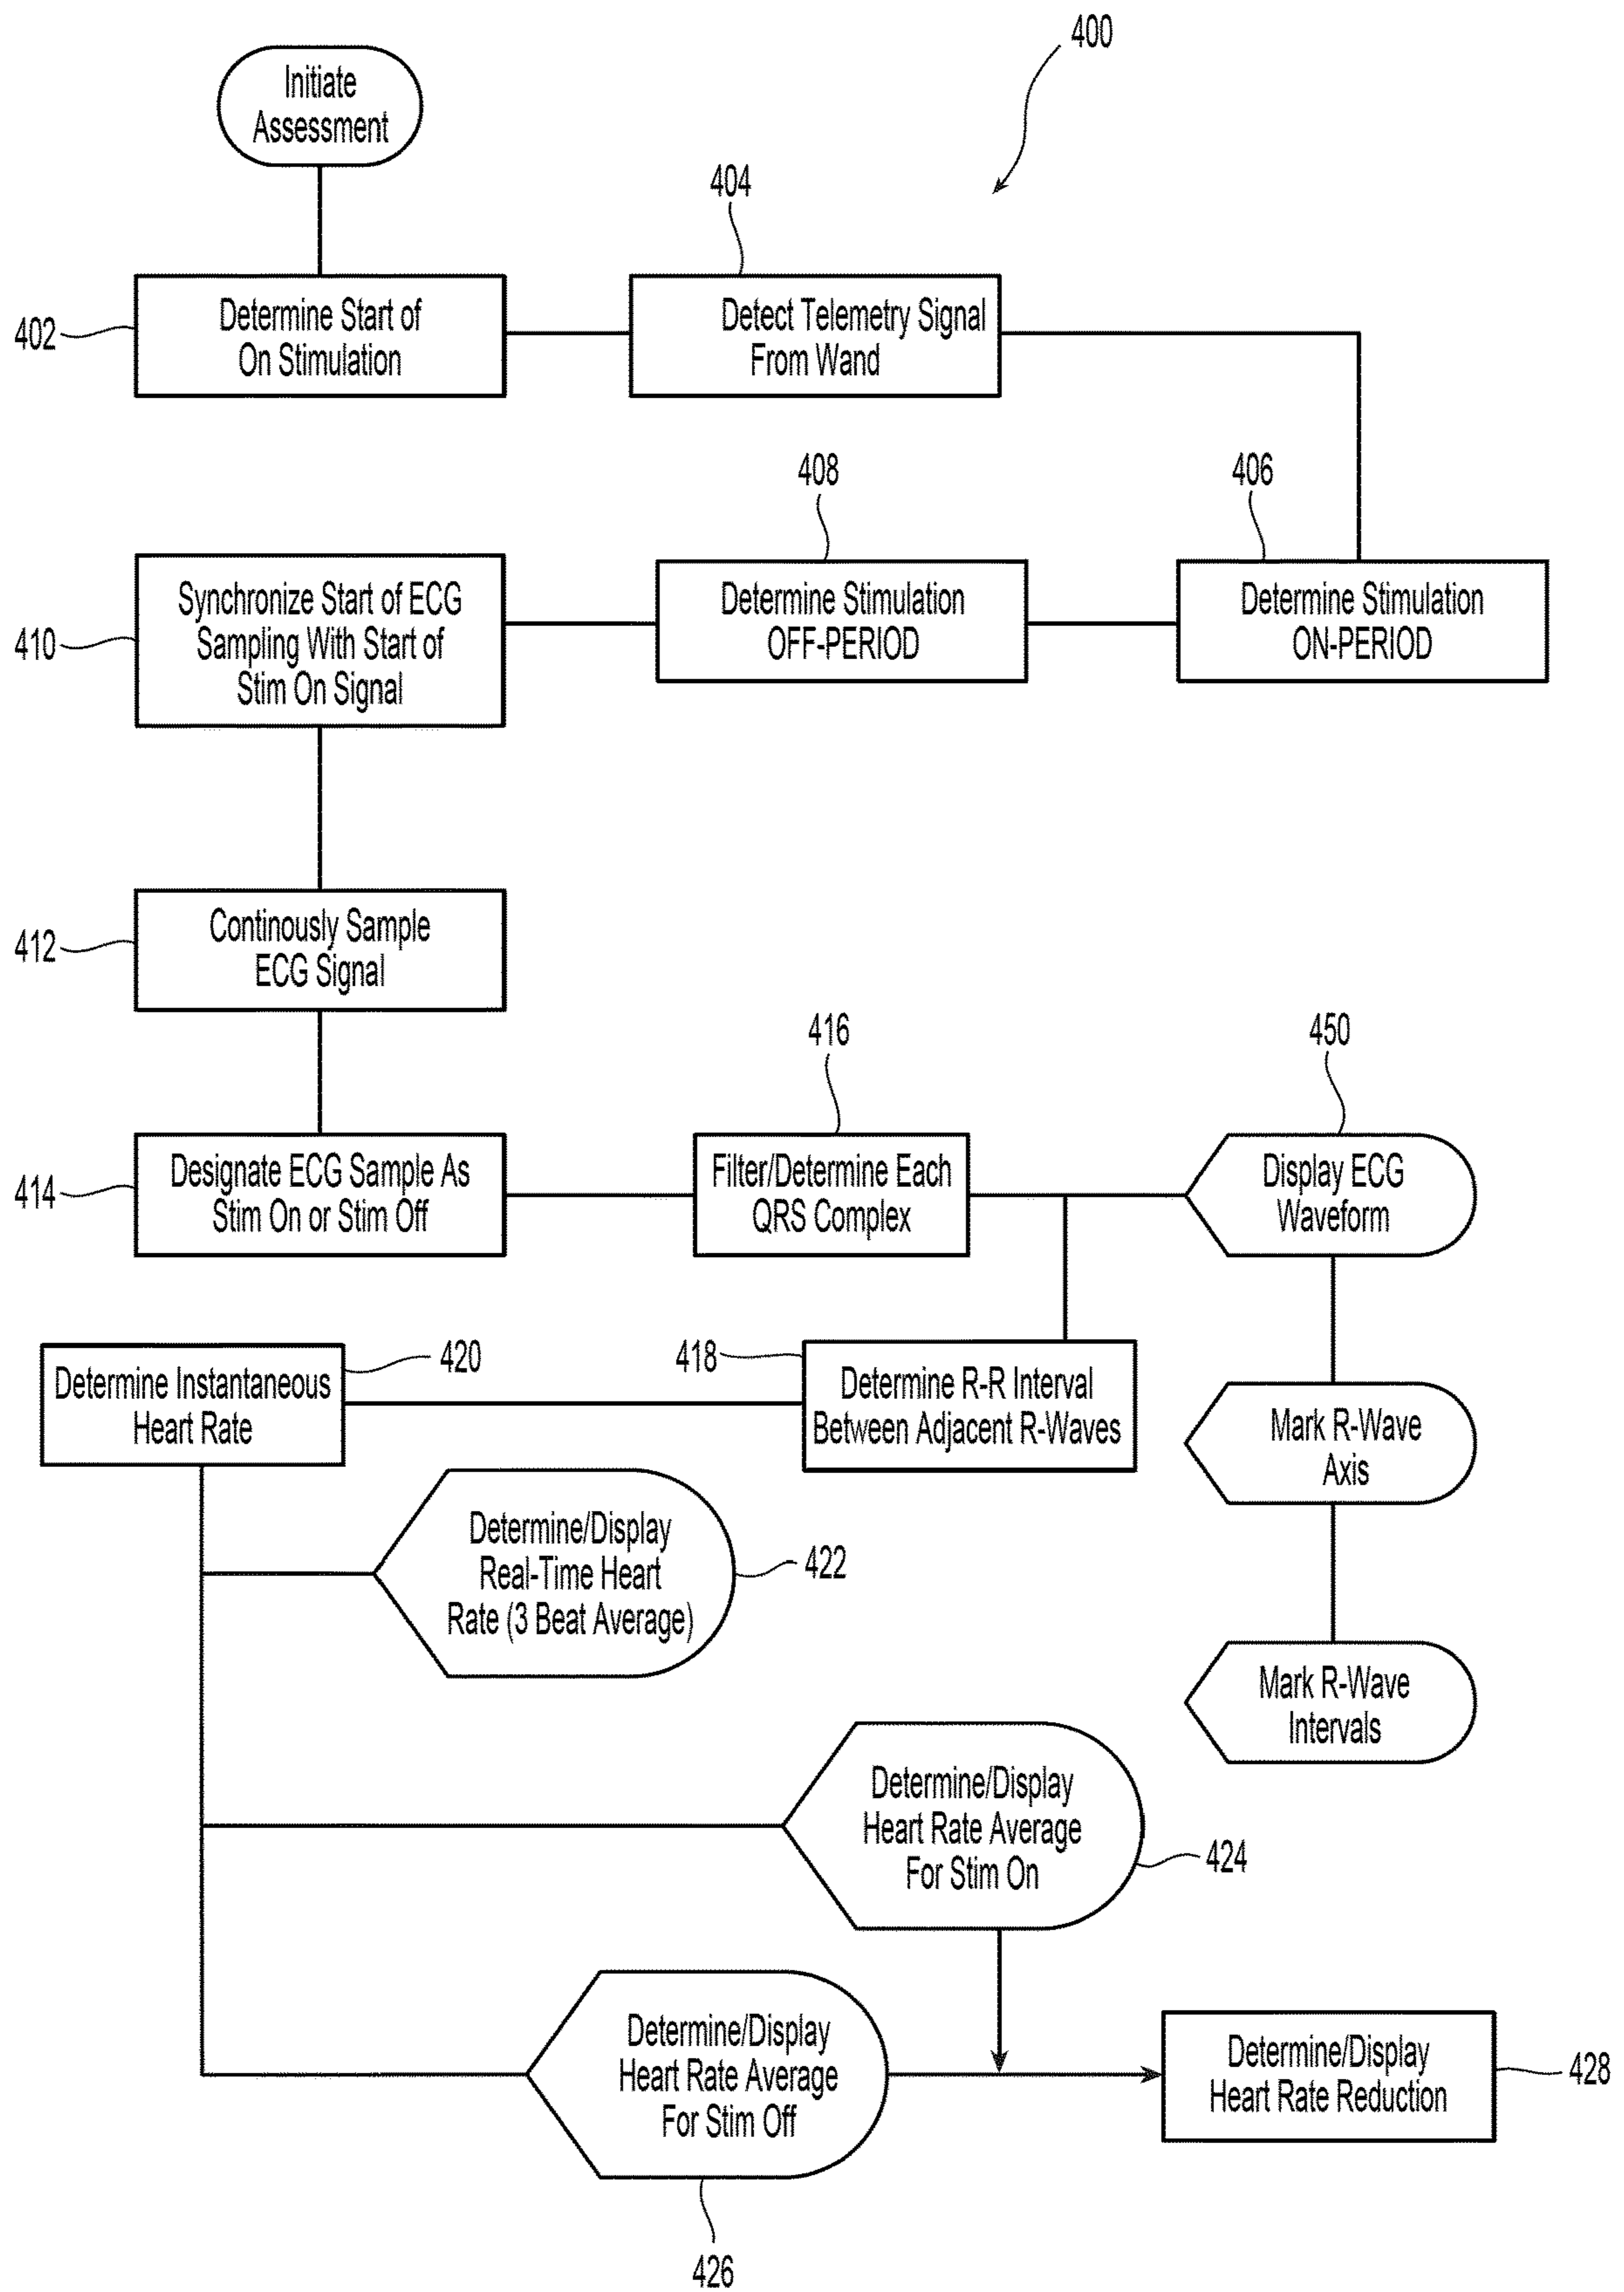 400
Initiate
Assessment
404
402
Determine Start of
On Stimulation
Detect Telemetry Signal
From Wand
408
406
410
Synchronize Start of ECG
Sampling With Start of
Stim On Signal
Determine Stimulation
OFF-PERIOD
Determine Stimulation
ON-PERIOD
412
Continously Sample
ECG Signal
416
450
414
Designate ECG Sample As
Stim On or Stim Off
Filter/Determine Each
QRS Complex
Display ECG
Waveform
420
418
Determine Instantaneous
Heart Rate
Determine R-R Interval
Between Adjacent R-Waves
Mark R-Wave
Axis
Determine/Display
Real-Time Heart
Rate (3 Beat Average)
422
Mark R-Wave
Intervals
Determine/Display
Heart Rate Average
For Stim On
424
Determine/Display
Heart Rate Average
For Stim Off
Determine/Display
Heart Rate Reduction
428
426